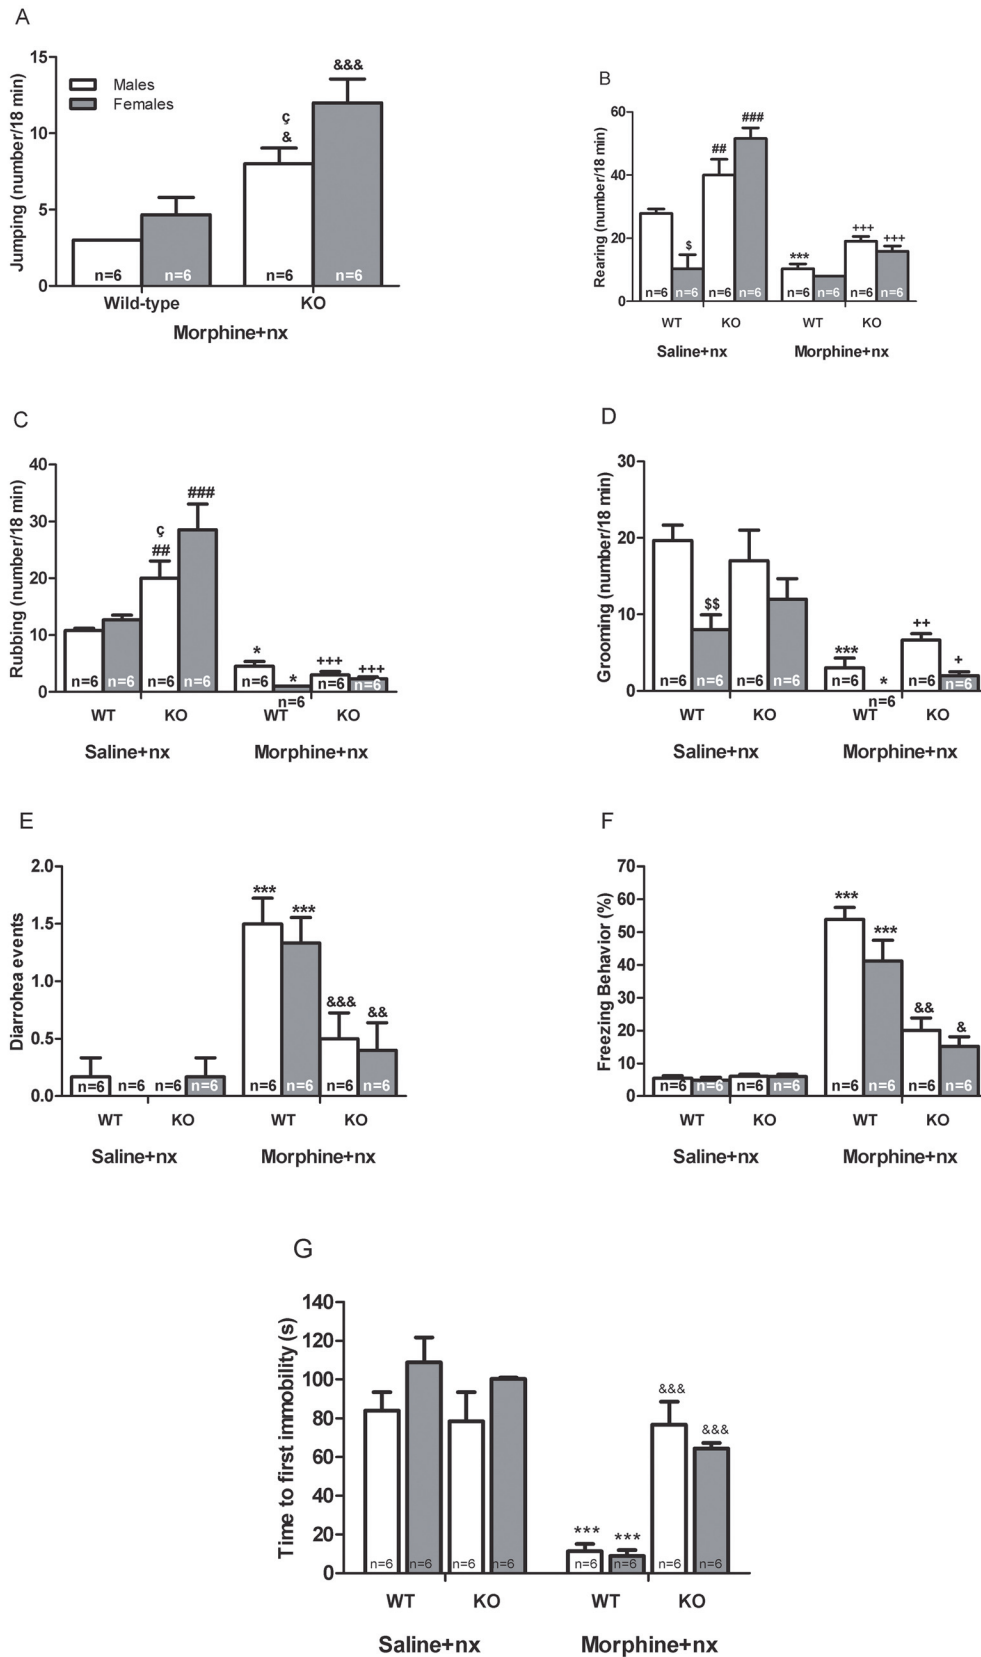 A
Jumping (number/18 min)
15
10
5
0
Males
Females
ç
&
&&&
n=6 n=6 n=6 n=6
Wild-type KO
Morphine+nx
B
Rearing (number/18 min)
60
40
20
0
$
##
###
***
+++
+++
n=6 n=6 n=6 n=6 n=6 n=6 n=6 n=6
WT KO WT KO
Saline+nx Morphine+nx
C
Rubbing (number/18 min)
40
30
20
10
0
ç
##
###
*
*
+++
+++
n=6 n=6 n=6 n=6 n=6 n=6 n=6 n=6
WT KO WT KO
Saline+nx Morphine+nx
D
Grooming (number/18 min)
30
20
10
0
$$
***
*
++
+
n=6 n=6 n=6 n=6 n=6 n=6 n=6 n=6
WT KO WT KO
Saline+nx Morphine+nx
E
Diarrohea events
2.0
1.5
1.0
0.5
0.0
***
***
&&&
&&
n=6 n=6 n=6 n=6 n=6 n=6 n=6 n=6
WT KO WT KO
Saline+nx Morphine+nx
F
Freezing Behavior (%)
70
60
50
40
30
20
10
0
***
***
&&
&
n=6 n=6 n=6 n=6 n=6 n=6 n=6 n=6
WT KO WT KO
Saline+nx Morphine+nx
G
Time to first immobility (s)
140
120
100
80
60
40
20
0
***
***
&&&
&&&
n=6 n=6 n=6 n=6 n=6 n=6 n=6 n=6
WT KO WT KO
Saline+nx Morphine+nx